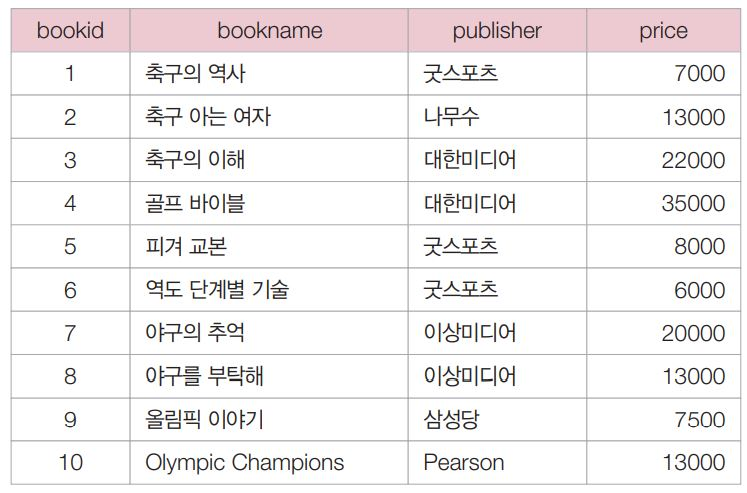 bookid bookname publisher price
1 축구의 역사 굿스포츠 7000
2 축구 아는 여자 나무수 13000
3 축구의 이해 대한미디어 22000
4 골프 바이블 대한미디어 35000
5 피겨 교본 굿스포츠 8000
6 역도 단계별 기술 굿스포츠 6000
7 야구의 추억 이상미디어 20000
8 야구를 부탁해 이상미디어 13000
9 올림픽 이야기 삼성당 7500
10 Olympic Champions Pearson 13000